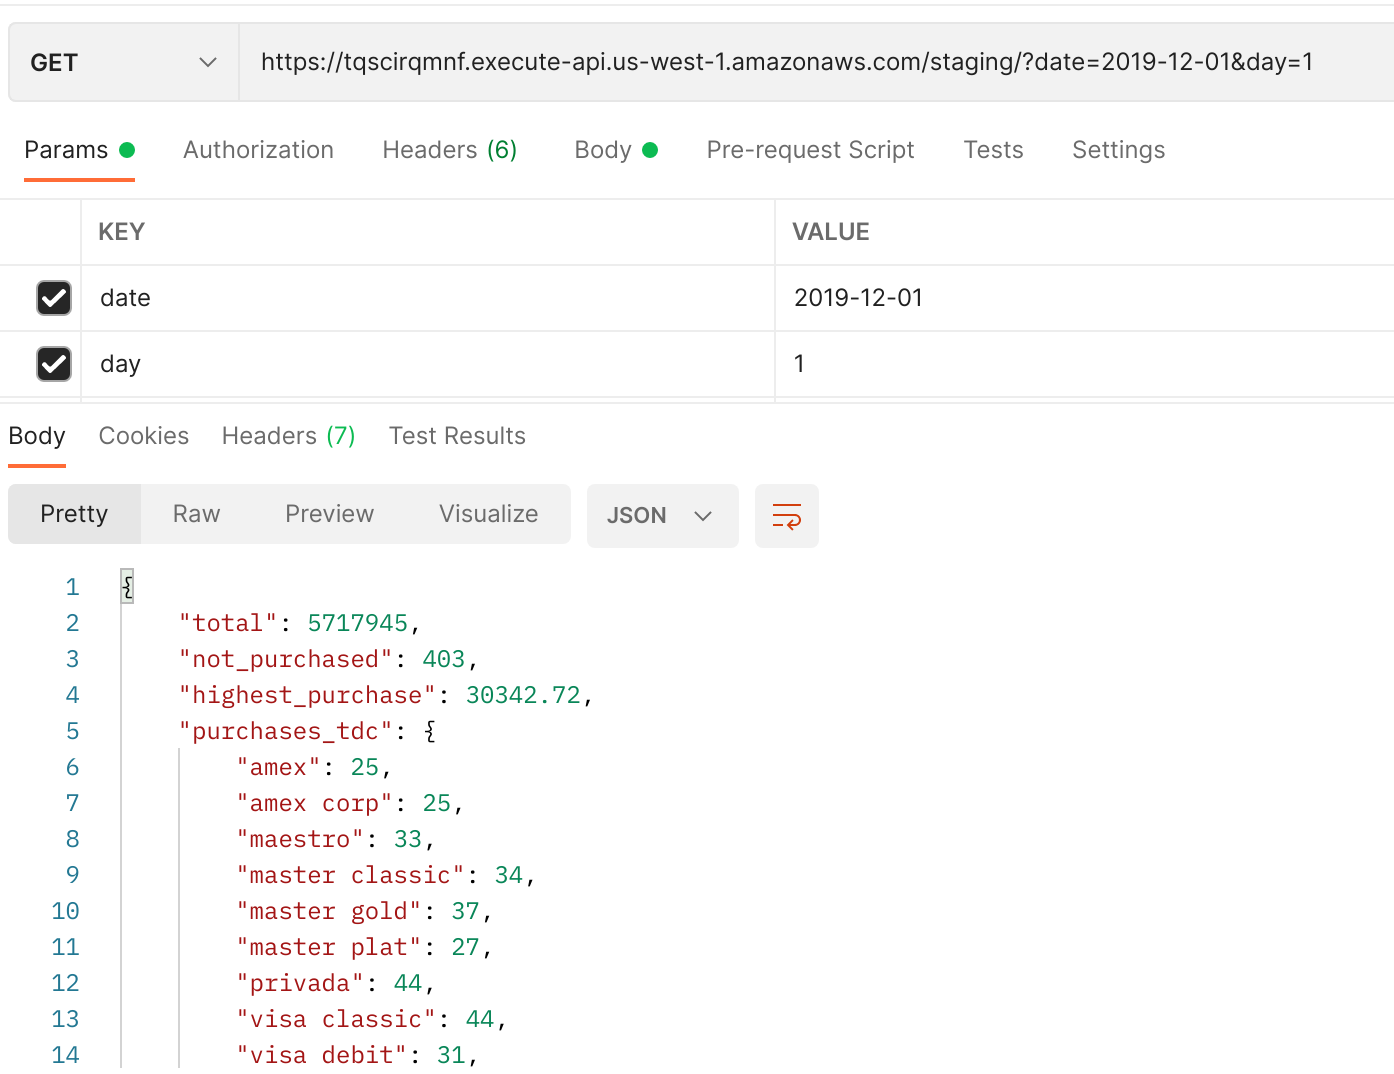 GET https://tqscirqmnf.execute-api.us-west-1.amazonaws.com/staging/?date=2019-12-01&day=1
Params Authorization Headers (6) Body Pre-request Script Tests Settings
KEY VALUE
date 2019-12-01
day 1
Body Cookies Headers (7) Test Results
Pretty Raw Preview Visualize JSON
1 {
2 "total": 5717945,
3 "not_purchased": 403,
4 "highest_purchase": 30342.72,
5 "purchases_tdc": {
6 "amex": 25,
7 "amex corp": 25,
8 "maestro": 33,
9 "master classic": 34,
10 "master gold": 37,
11 "master plat": 27,
12 "privada": 44,
13 "visa classic": 44,
14 "visa debit": 31,